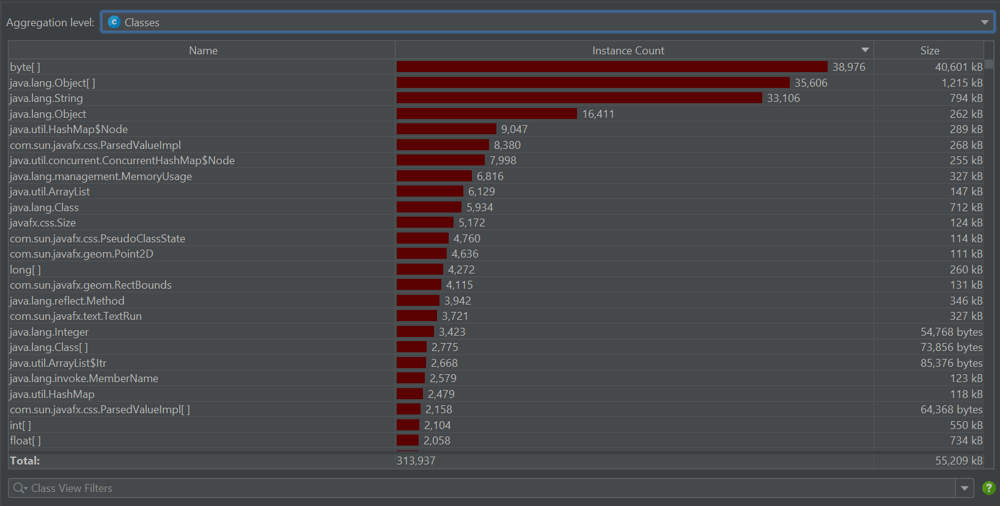 Aggregation level: C Classes
Name Instance Count Size
byte[ ] 38,976 40,601 kB
java.lang.Object[ ] 35,606 1,215 kB
java.lang.String 33,106 794 kB
java.lang.Object 16,411 262 kB
java.util.HashMap$Node 9,047 289 kB
com.sun.javafx.css.ParsedValueImpl 8,380 268 kB
java.util.concurrent.ConcurrentHashMap$Node 7,998 255 kB
java.lang.management.MemoryUsage 6,816 327 kB
java.util.ArrayList 6,129 147 kB
java.lang.Class 5,934 712 kB
javafx.css.Size 5,172 124 kB
com.sun.javafx.css.PseudoClassState 4,760 114 kB
com.sun.javafx.geom.Point2D 4,636 111 kB
long[ ] 4,272 260 kB
com.sun.javafx.geom.RectBounds 4,115 131 kB
java.lang.reflect.Method 3,942 346 kB
com.sun.javafx.text.TextRun 3,721 327 kB
java.lang.Integer 3,423 54,768 bytes
java.lang.Class[ ] 2,775 73,856 bytes
java.util.ArrayList$Itr 2,668 85,376 bytes
java.lang.invoke.MemberName 2,579 123 kB
java.util.HashMap 2,479 118 kB
com.sun.javafx.css.ParsedValueImpl[ ] 2,158 64,368 bytes
int[ ] 2,104 550 kB
float[ ] 2,058 734 kB
Total: 313,937 55,209 kB
Class View Filters ?